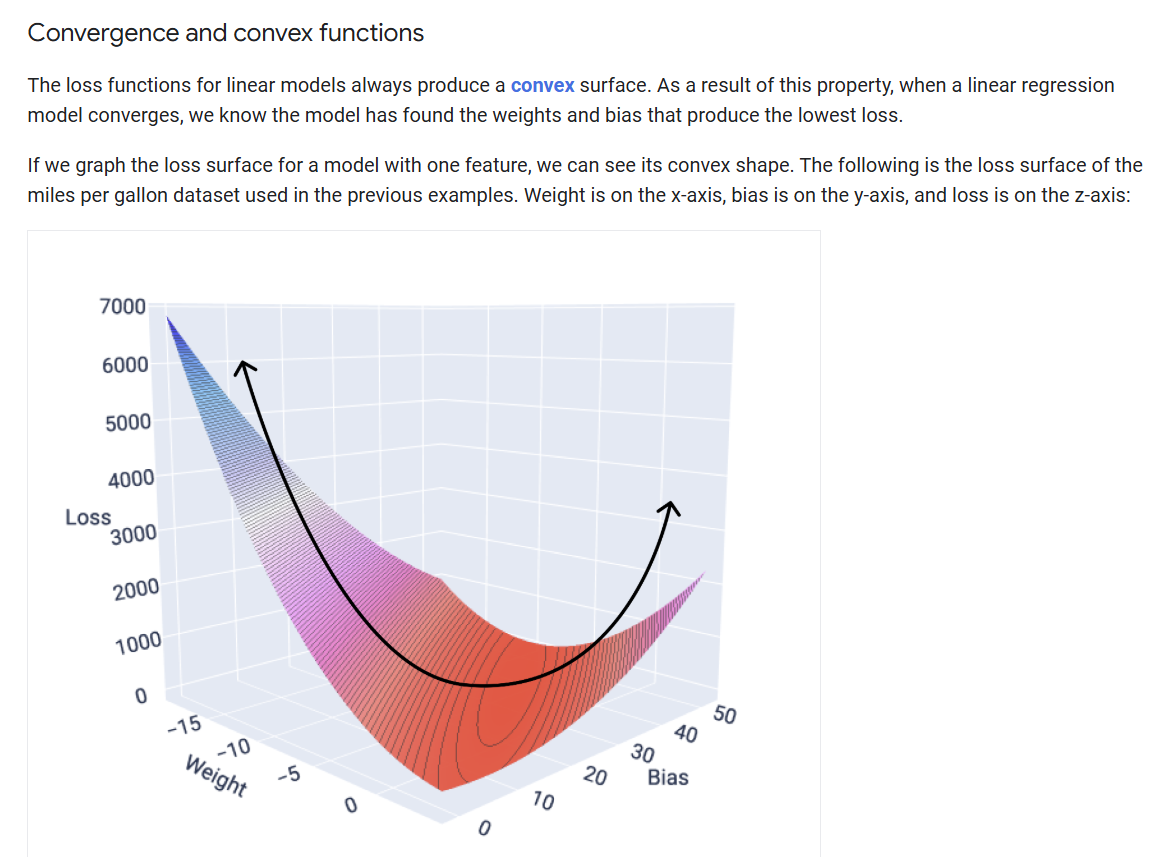 Convergence and convex functions
The loss functions for linear models always produce a convex surface. As a result of this property, when a linear regression
model converges, we know the model has found the weights and bias that produce the lowest loss.
If we graph the loss surface for a model with one feature, we can see its convex shape. The following is the loss surface of the
miles per gallon dataset used in the previous examples. Weight is on the x-axis, bias is on the y-axis, and loss is on the z-axis:
7000
6000
5000
4000
Loss
3000
2000
1000
0
-15
-10
-5
0
Weight
0
10
20
30
40
50
Bias